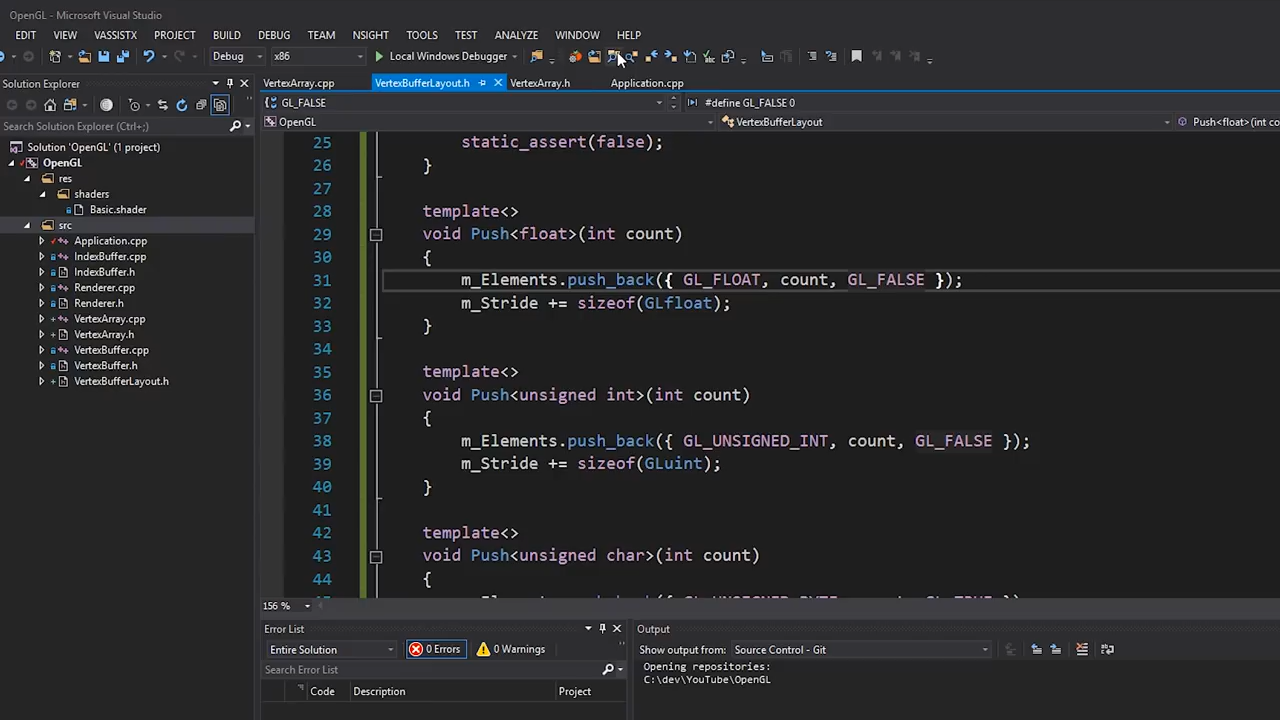 OpenGL - Microsoft Visual Studio
EDIT VIEW VASSISTX PROJECT BUILD DEBUG TEAM NSIGHT TOOLS TEST ANALYZE WINDOW HELP
Debug x86 Local Windows Debugger
Solution Explorer
Search Solution Explorer (Ctrl+;)
Solution 'OpenGL' (1 project)
OpenGL
res
shaders
Basic.shader
src
Application.cpp
IndexBuffer.cpp
IndexBuffer.h
Renderer.cpp
Renderer.h
VertexArray.cpp
VertexArray.h
VertexBuffer.cpp
VertexBuffer.h
VertexBufferLayout.h
VertexArray.cpp VertexBufferLayout.h VertexArray.h Application.cpp
GL_FALSE #define GL_FALSE 0
OpenGL VertexBufferLayout Push<float>(int co
25 static_assert(false);
26 }
27
28 template<>
29 void Push<float>(int count)
30 {
31 m_Elements.push_back({ GL_FLOAT, count, GL_FALSE });
32 m_Stride += sizeof(GLfloat);
33 }
34
35 template<>
36 void Push<unsigned int>(int count)
37 {
38 m_Elements.push_back({ GL_UNSIGNED_INT, count, GL_FALSE });
39 m_Stride += sizeof(GLuint);
40 }
41
42 template<>
43 void Push<unsigned char>(int count)
44 {
156 %
Error List
Entire Solution 0 Errors 0 Warnings
Search Error List
Code Description Project
Output
Show output from: Source Control - Git
Opening repositories:
C:\dev\YouTube\OpenGL